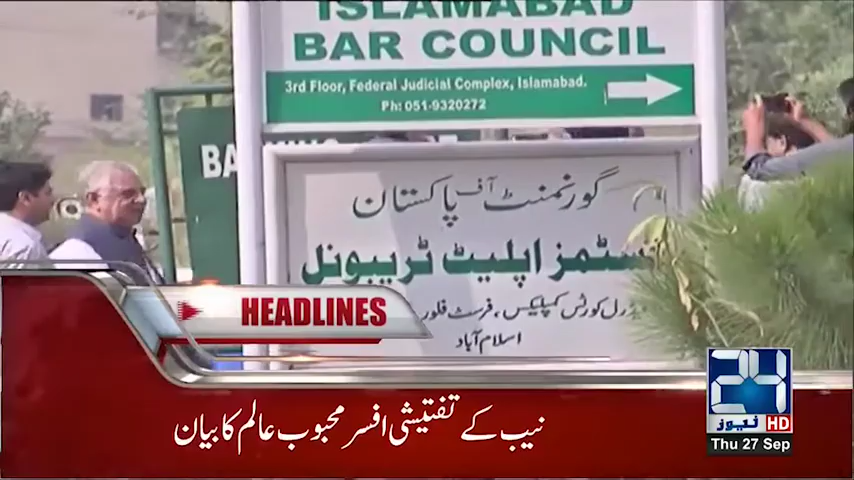 ISLAMABAD
BAR COUNCIL
3rd Floor, Federal Judicial Complex, Islamabad.
Ph: 051-9320272
BA
گورنمنٹ آف پاکستان
کسٹمز اپلیٹ ٹریبونل
فیڈرل کورٹس کمپلیکس، فرسٹ فلور
اسلام آباد
HEADLINES
نیب کے تفتیشی افسر محبوب عالم کا بیان
24
نیوز HD
Thu 27 Sep